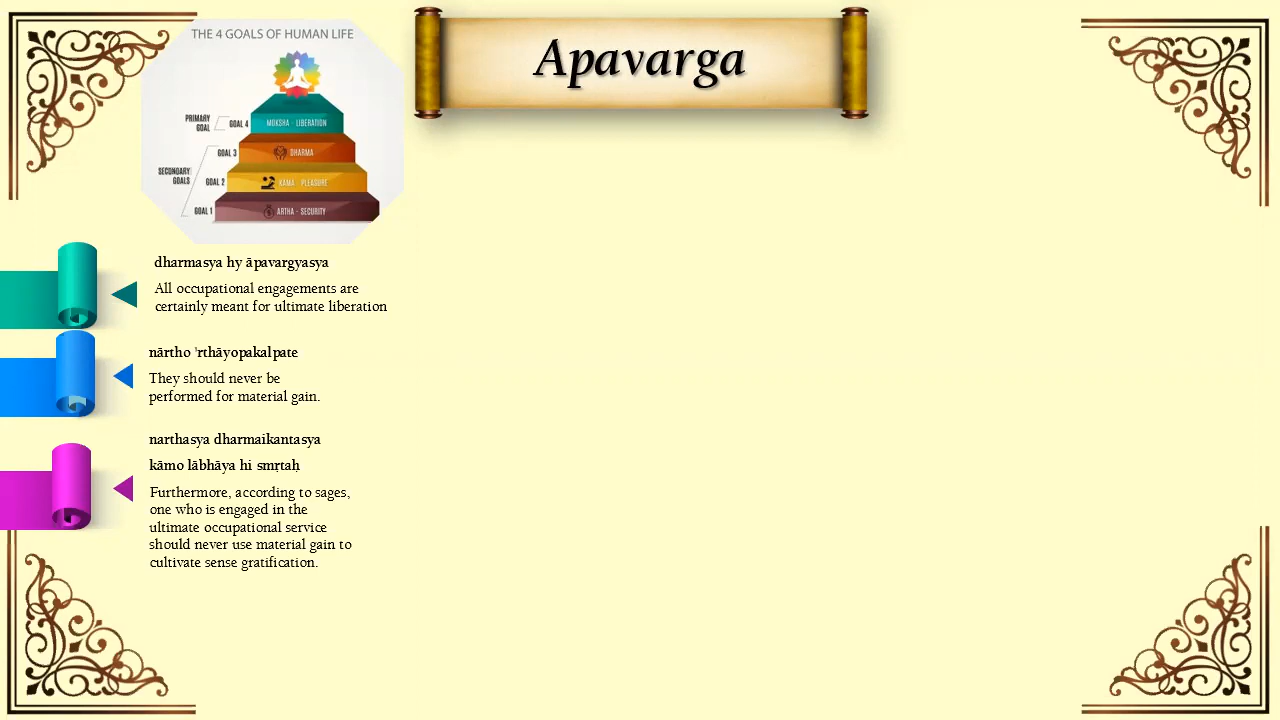 Apavarga
THE 4 GOALS OF HUMAN LIFE
PRIMARY
GOAL
GOAL 4
MOKSHA - LIBERATION
GOAL 3
DHARMA
SECONDARY
GOALS
GOAL 2
KAMA - PLEASURE
GOAL 1
ARTHA - SECURITY
dharmasya hy āpavargyasya
All occupational engagements are
certainly meant for ultimate liberation
nārtho 'rthāyopakalpate
They should never be
performed for material gain.
narthasya dharmaikantasya
kāmo lābhāya hi smṛtaḥ
Furthermore, according to sages,
one who is engaged in the
ultimate occupational service
should never use material gain to
cultivate sense gratification.